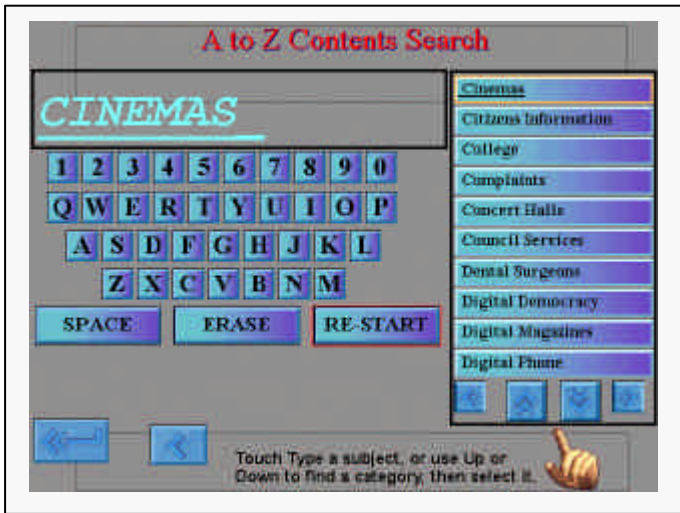 A to Z Contents Search
CINEMAS_
1 2 3 4 5 6 7 8 9 0
Q W E R T Y U I O P
A S D F G H J K L
Z X C V B N M
SPACE ERASE RE-START
Cinemas
Citizens Information
College
Complaints
Concert Halls
Council Services
Dental Surgeons
Digital Democracy
Digital Magazines
Digital Phone
Touch Type a subject, or use Up or
Down to find a category, then select it.